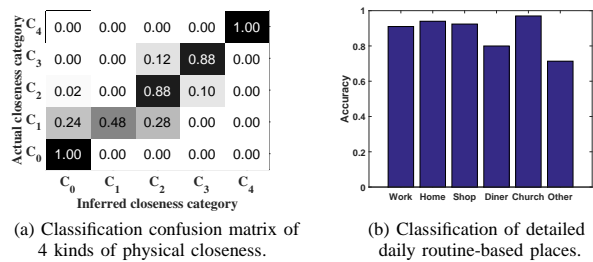 Actual closeness category
C4 0.00 0.00 0.00 0.00 1.00
C3 0.00 0.00 0.12 0.88 0.00
C2 0.02 0.00 0.88 0.10 0.00
C1 0.24 0.48 0.28 0.00 0.00
C0 1.00 0.00 0.00 0.00 0.00
C0 C1 C2 C3 C4
Inferred closeness category
(a) Classification confusion matrix of
4 kinds of physical closeness.
Accuracy
1
0.8
0.6
0.4
0.2
0
Work Home Shop Diner Church Other
(b) Classification of detailed
daily routine-based places.